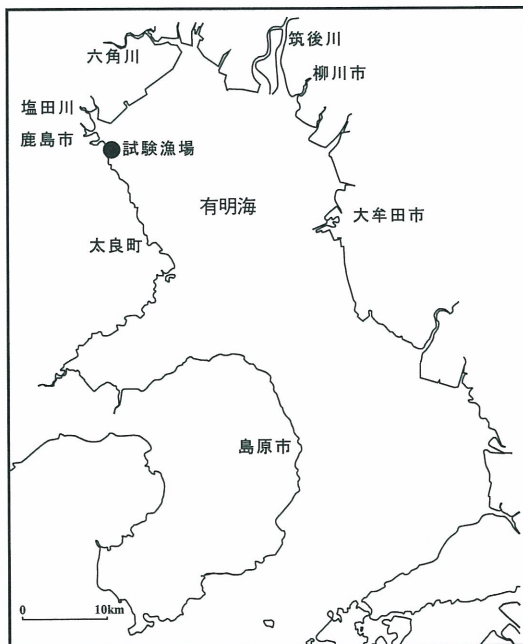 筑後川
六角川
柳川市
塩田川
鹿島市
試験漁場
有明海
大牟田市
太良町
島原市
0 10km